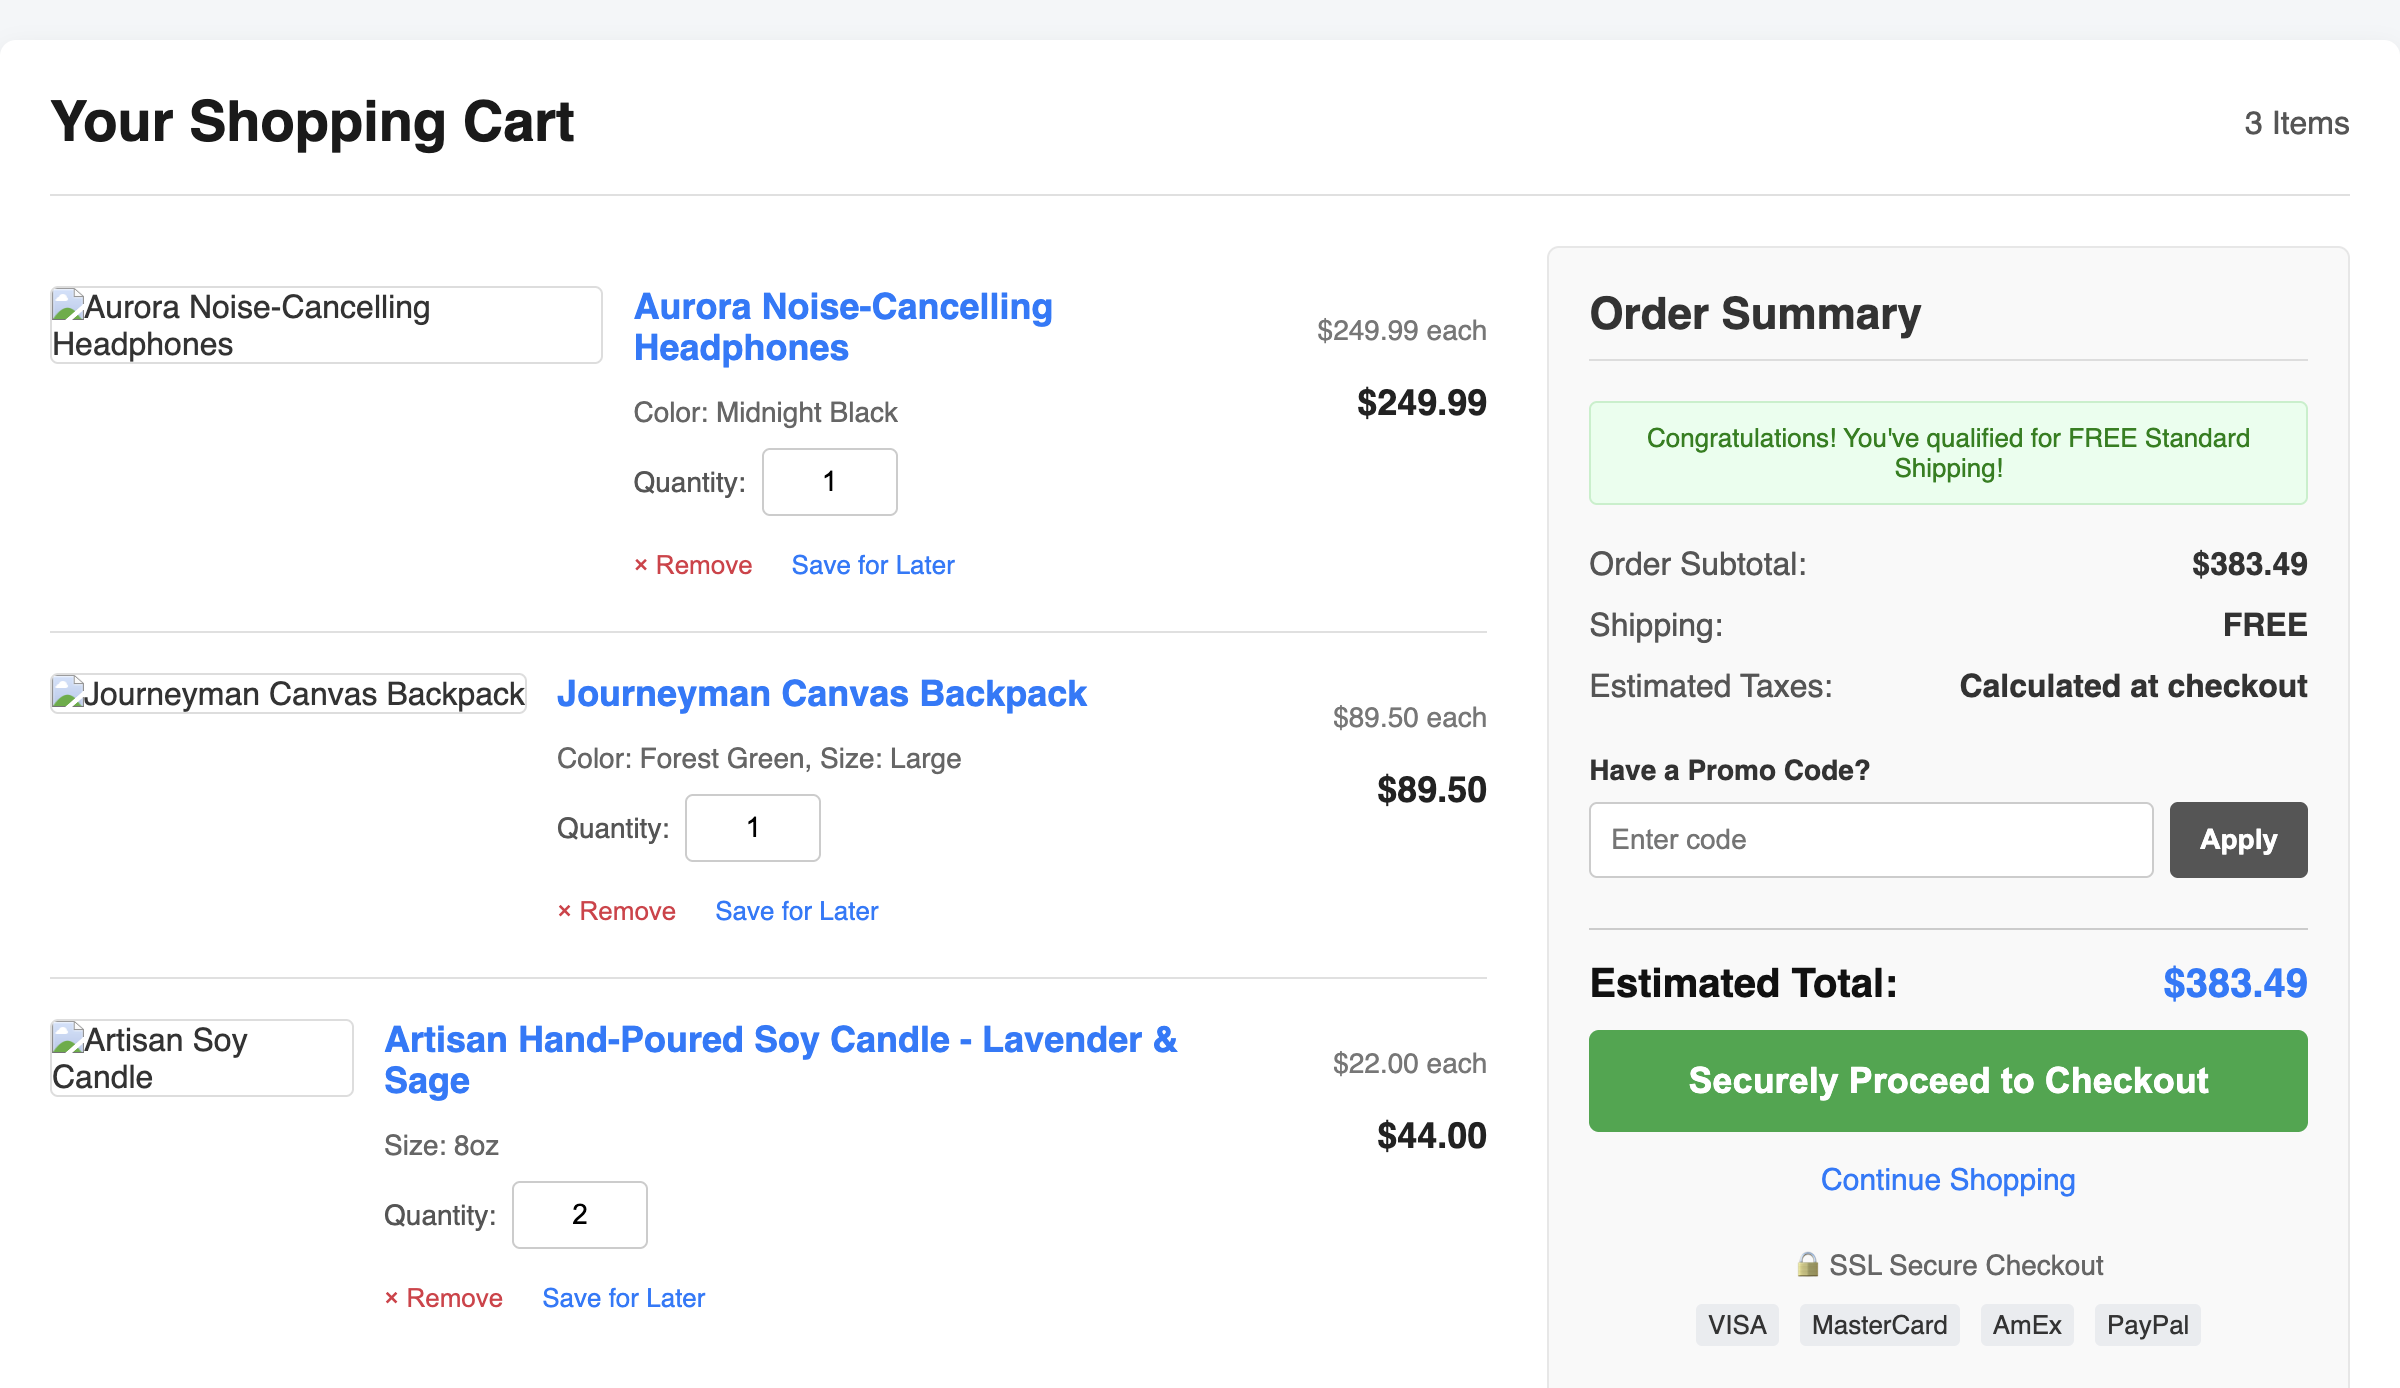 Your Shopping Cart
3 Items
Aurora Noise-Cancelling
Headphones
Aurora Noise-Cancelling
Headphones
Color: Midnight Black
Quantity: 1
× Remove Save for Later
$249.99 each
$249.99
Journeyman Canvas Backpack
Journeyman Canvas Backpack
Color: Forest Green, Size: Large
Quantity: 1
× Remove Save for Later
$89.50 each
$89.50
Artisan Soy
Candle
Artisan Hand-Poured Soy Candle - Lavender &
Sage
Size: 8oz
Quantity: 2
× Remove Save for Later
$22.00 each
$44.00
Order Summary
Congratulations! You've qualified for FREE Standard
Shipping!
Order Subtotal: $383.49
Shipping: FREE
Estimated Taxes: Calculated at checkout
Have a Promo Code?
Enter code Apply
Estimated Total: $383.49
Securely Proceed to Checkout
Continue Shopping
🔒 SSL Secure Checkout
VISA MasterCard AmEx PayPal